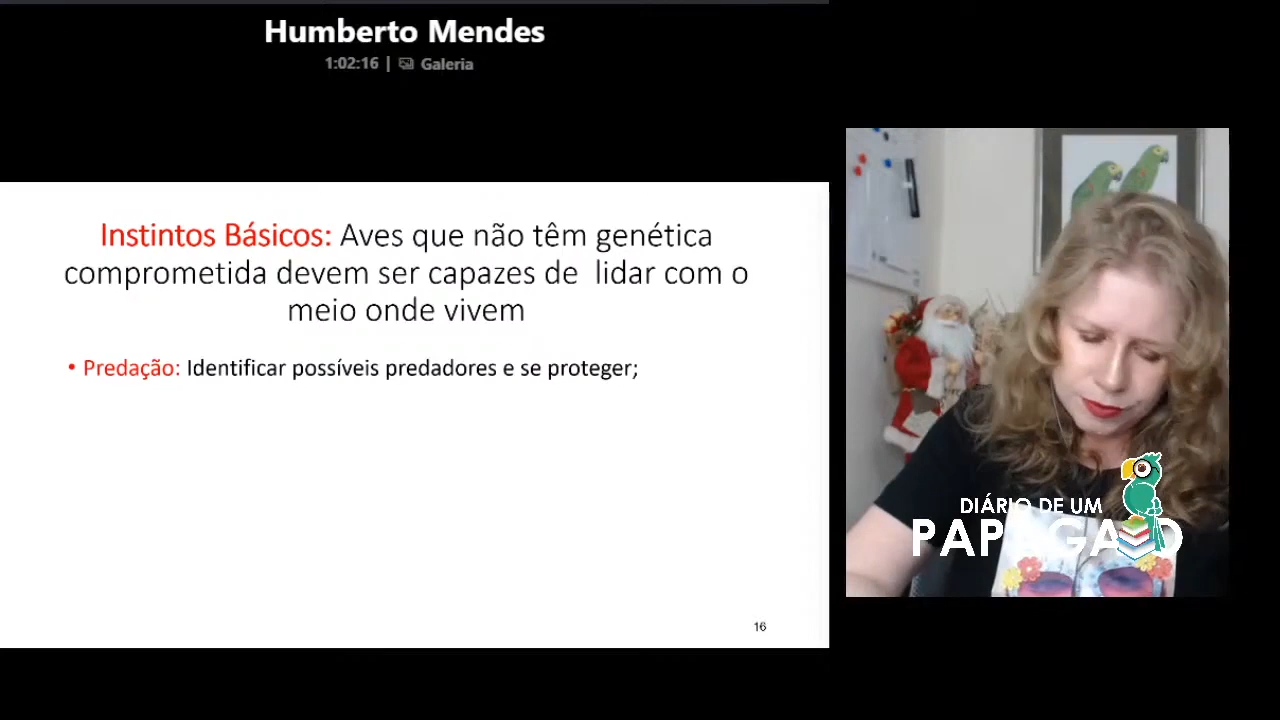 Humberto Mendes
1:02:16 | Galeria
Instintos Básicos: Aves que não têm genética
comprometida devem ser capazes de lidar com o
meio onde vivem
• Predação: Identificar possíveis predadores e se proteger;
16
DIÁRIO DE UM
PAPAGAIO